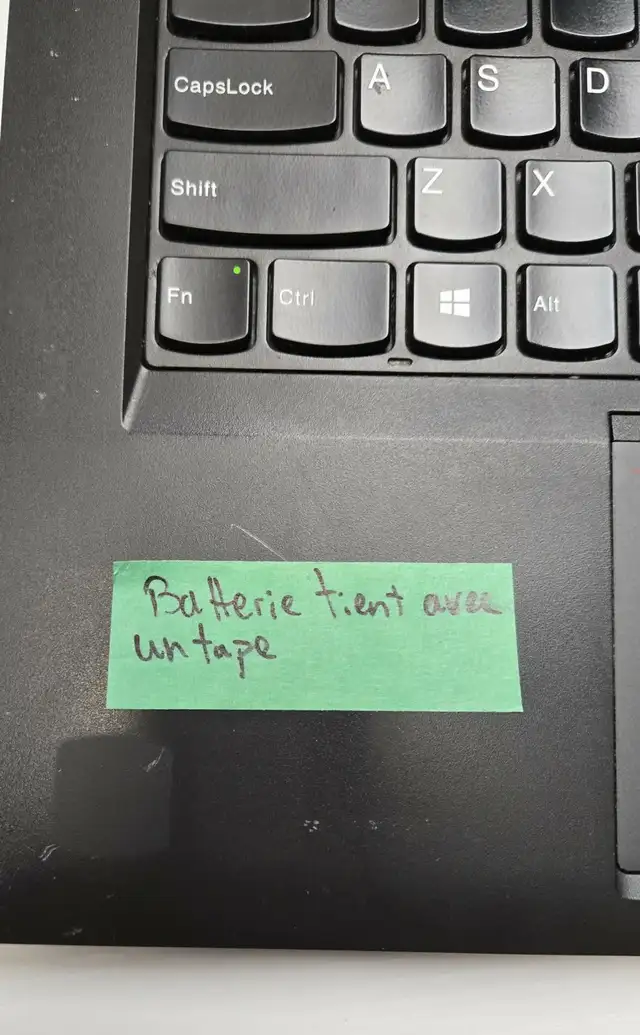 CapsLock A S D
Shift Z X
Fn Ctrl Alt
Batterie tient avec
un tape